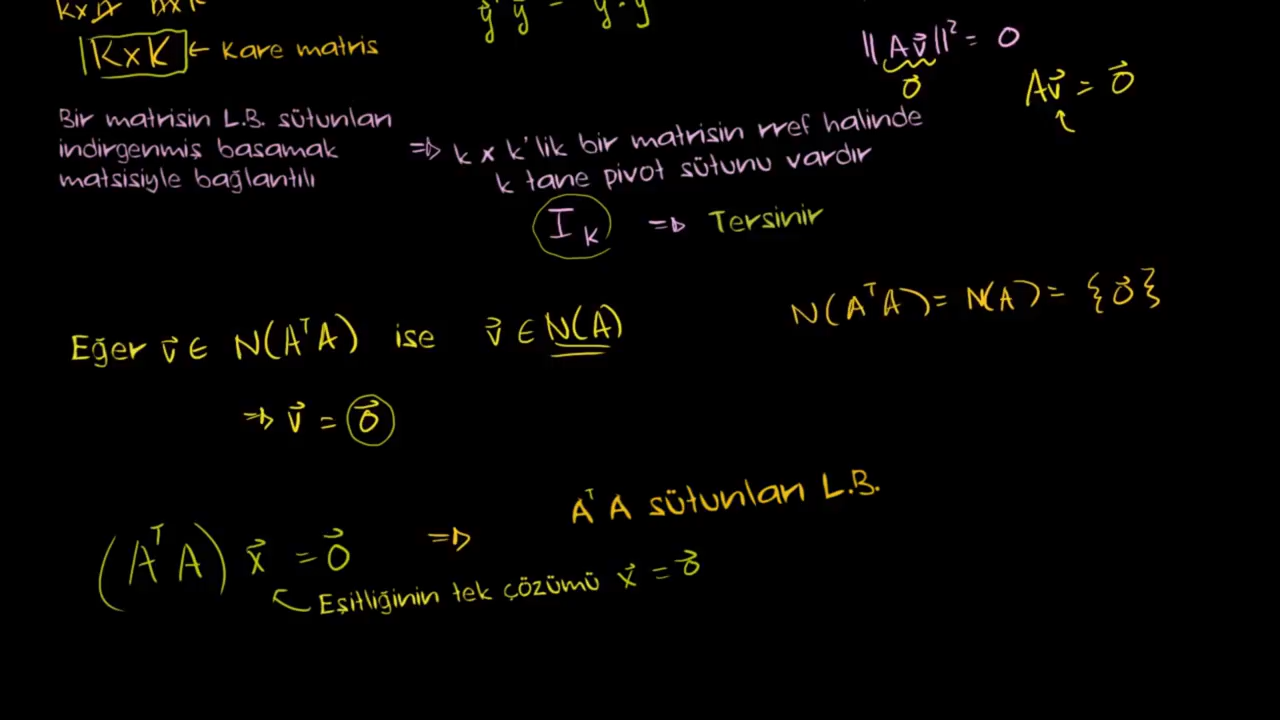 y⃗ᵀ y⃗ = y⃗ · y⃗
KxK ← Kare matris
||Av⃗||² = 0
0⃗
Av⃗ = 0⃗
Bir matrisin L.B. sütunları
indirgenmiş basamak
matsisiyle bağlantılı
⇒ k x k'lik bir matrisin rref halinde
k tane pivot sütunu vardır
I_k ⇒ Tersinir
N(AᵀA) = N(A) = {0⃗}
Eğer v⃗ ∈ N(AᵀA) ise v⃗ ∈ N(A)
⇒ v⃗ = 0⃗
AᵀA sütunları L.B.
(AᵀA) x⃗ = 0⃗ ⇒
Eşitliğinin tek çözümü x⃗ = 0⃗